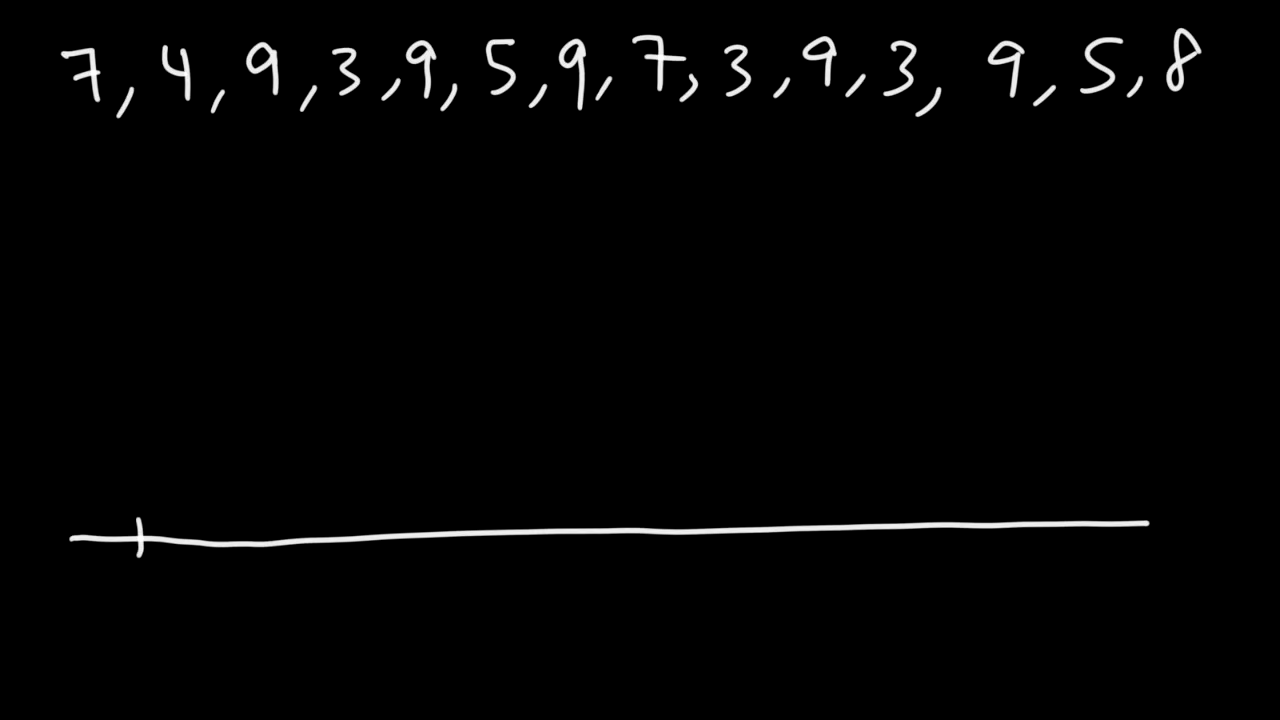 7, 4, 9, 3, 9, 5, 9, 7, 3, 9, 3, 9, 5, 8